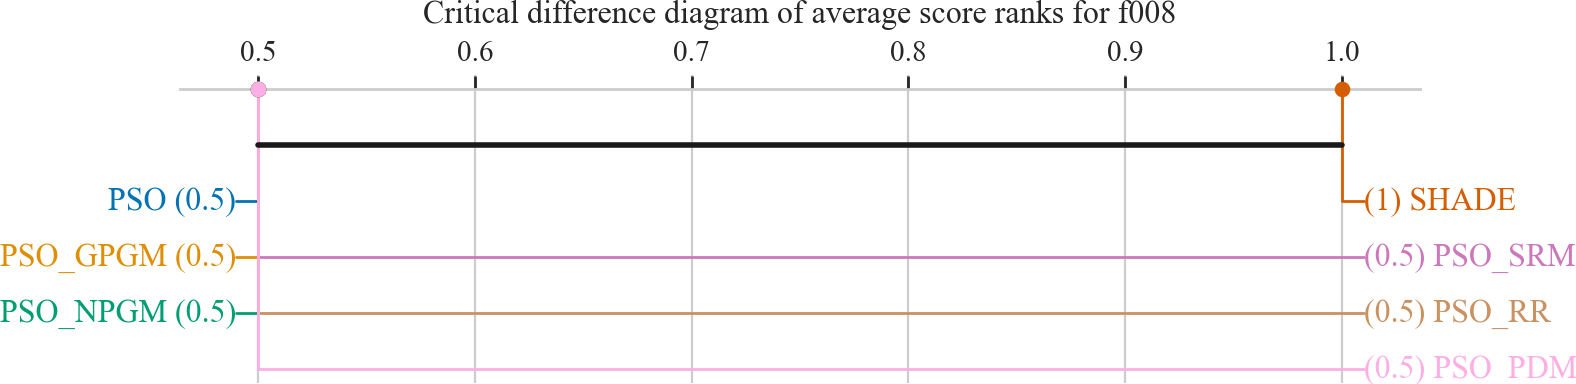 Critical difference diagram of average score ranks for f008
0.5 0.6 0.7 0.8 0.9 1.0
PSO (0.5) (1) SHADE
PSO_GPGM (0.5) (0.5) PSO_SRM
PSO_NPGM (0.5) (0.5) PSO_RR
(0.5) PSO_PDM